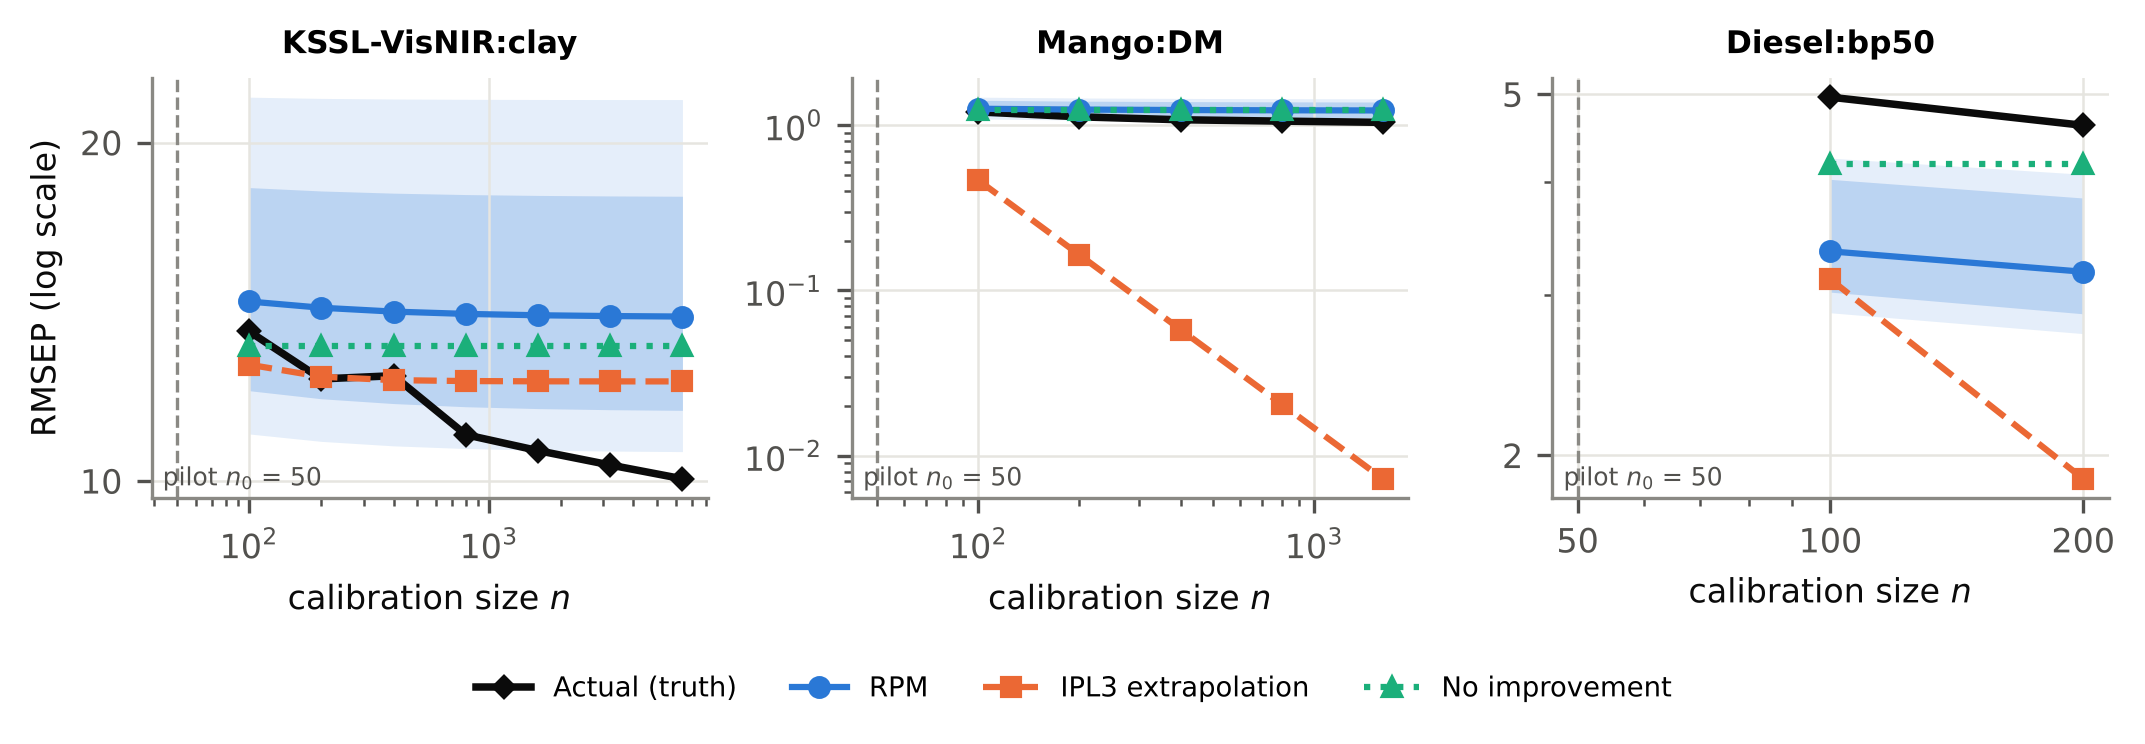 KSSL-VisNIR:clay
Mango:DM
Diesel:bp50
RMSEP (log scale)
20
10
pilot n₀ = 50
10²
10³
calibration size n
10⁰
10⁻¹
10⁻²
pilot n₀ = 50
10²
10³
calibration size n
5
2
pilot n₀ = 50
50
100
200
calibration size n
Actual (truth)
RPM
IPL3 extrapolation
No improvement